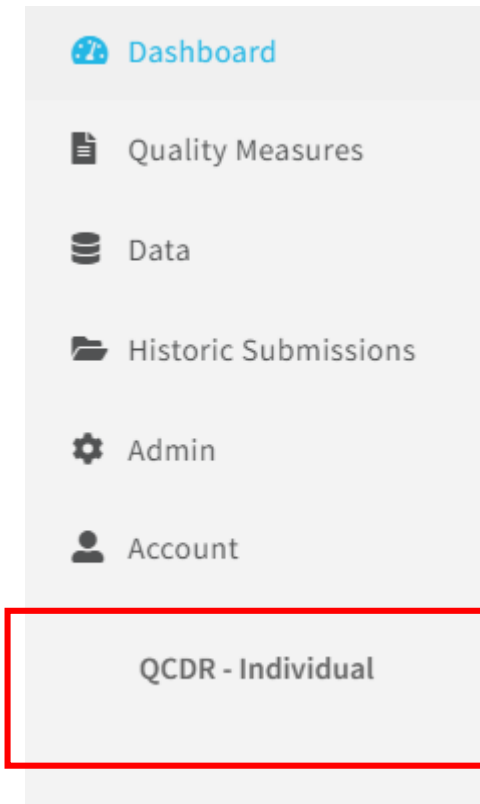 Dashboard
Quality Measures
Data
Historic Submissions
Admin
Account
QCDR - Individual